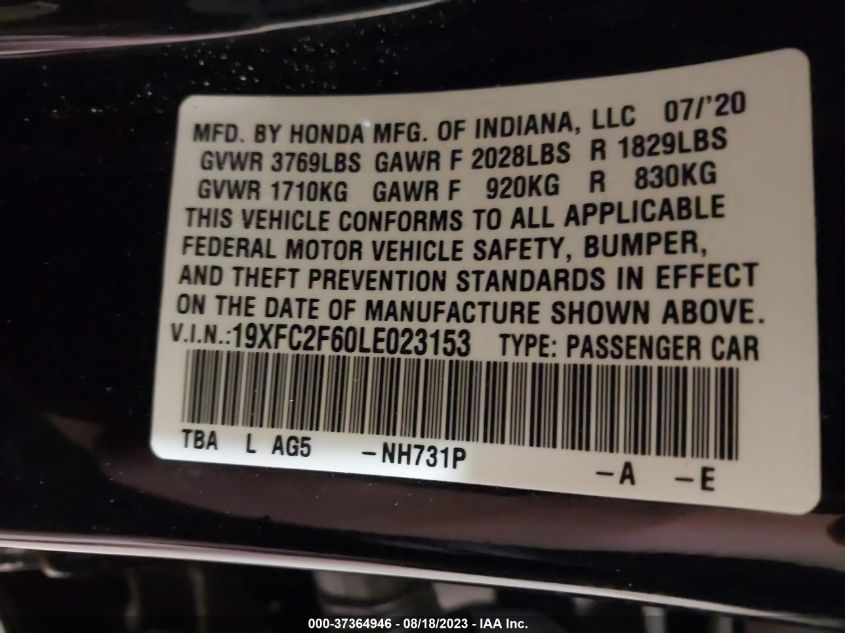 MFD. BY HONDA MFG. OF INDIANA, LLC 07/'20
GVWR 3769LBS GAWR F 2028LBS R 1829LBS
GVWR 1710KG GAWR F 920KG R 830KG
THIS VEHICLE CONFORMS TO ALL APPLICABLE
FEDERAL MOTOR VEHICLE SAFETY, BUMPER,
AND THEFT PREVENTION STANDARDS IN EFFECT
ON THE DATE OF MANUFACTURE SHOWN ABOVE.
V.I.N.:19XFC2F60LE023153 TYPE: PASSENGER CAR
TBA L AG5 -NH731P -A -E
000-37364946 - 08/18/2023 - IAA Inc.